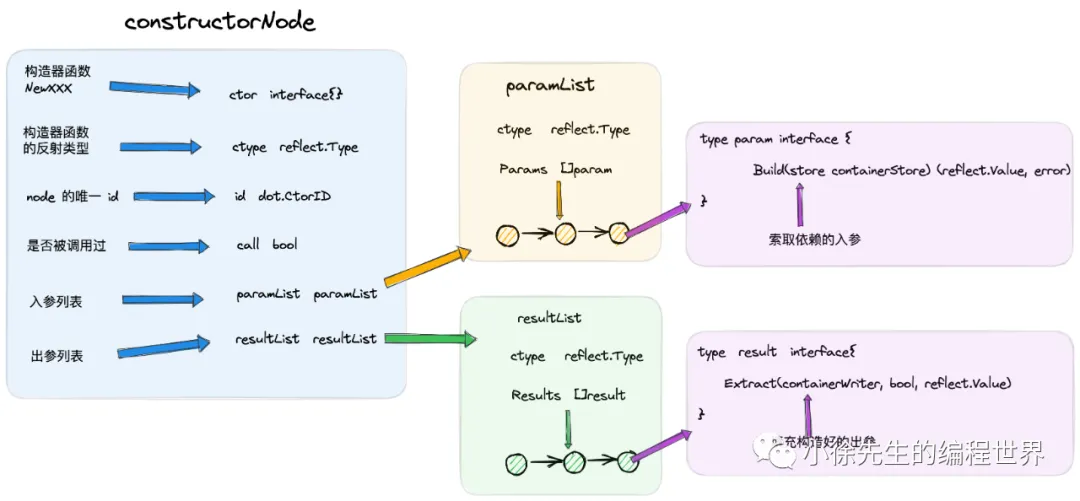 constructorNode
构造器函数
NewXXX
ctor interface{}
构造器函数
的反射类型
ctype reflect.Type
node 的唯一 id
id dot.CtorID
是否被调用过
call bool
入参列表
paramList paramList
出参列表
resultList resultList
paramList
ctype reflect.Type
Params []param
type param interface {
Build(store containerStore) (reflect.Value, error)
}
索取依赖的入参
resultList
ctype reflect.Type
Results []result
type result interface{
Extract(containerWriter, bool, reflect.Value)
}
充构造好的出参
小徐先生的编程世界